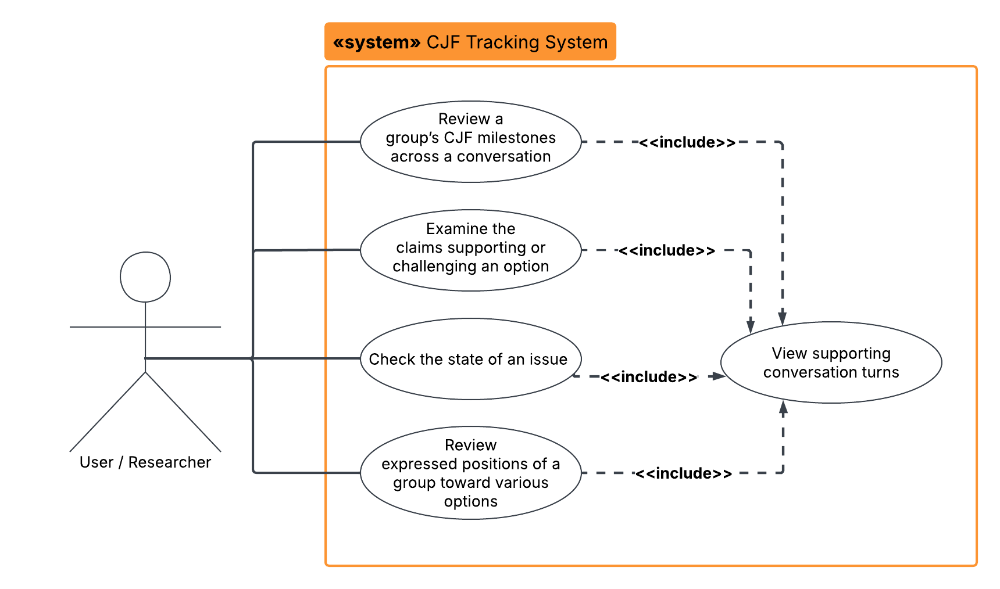 «system» CJF Tracking System
Review a
group’s CJF milestones
across a conversation
<<include>>
Examine the
claims supporting or
challenging an option
<<include>>
Check the state of an issue
<<include>>
View supporting
conversation turns
Review
expressed positions of a
group toward various
options
<<include>>
User / Researcher